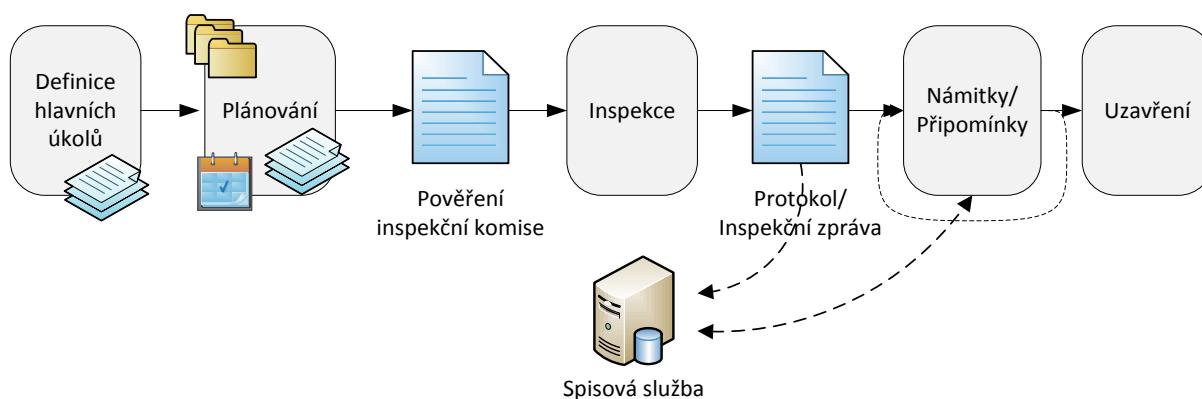 Definice
hlavních
úkolů
Plánování
Pověření
inspekční komise
Inspekce
Protokol/
Inspekční zpráva
Námitky/
Připomínky
Uzavření
Spisová služba